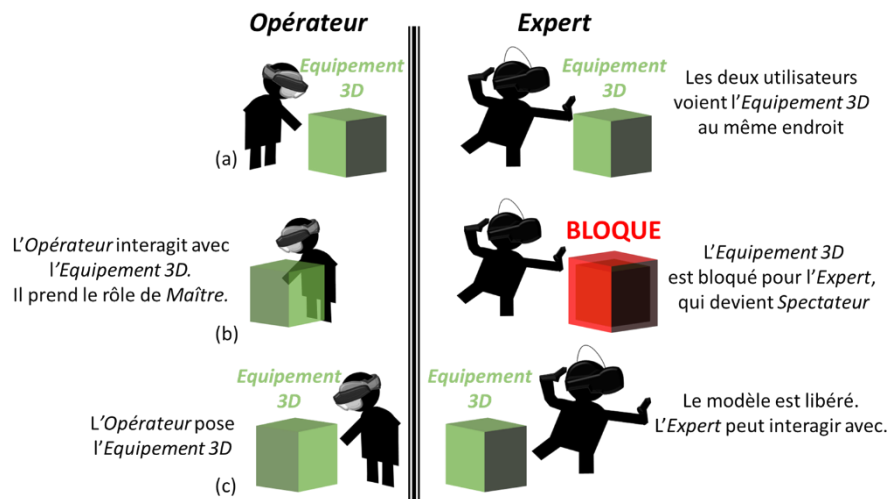 Opérateur
Expert
Equipement
3D
Equipement
3D
Les deux utilisateurs
voient l'Equipement 3D
au même endroit
(a)
L'Opérateur interagit avec
l'Equipement 3D.
Il prend le rôle de Maître.
(b)
BLOQUE
L'Equipement 3D
est bloqué pour l'Expert,
qui devient Spectateur
Equipement
3D
Equipement
3D
L'Opérateur pose
l'Equipement 3D
(c)
Le modèle est libéré.
L'Expert peut interagir avec.